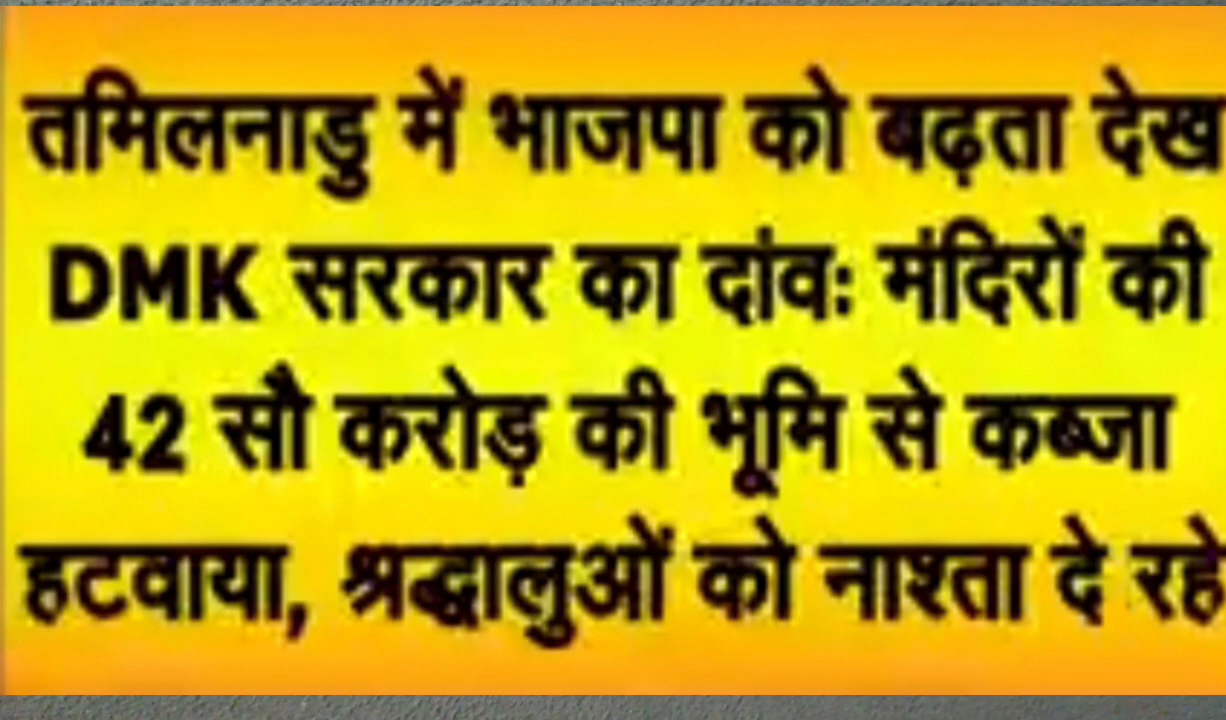 तमिलनाडु में भाजपा को बढ़ता देख
DMK सरकार का दांवः मंदिरों की
42 सौ करोड़ की भूमि से कब्जा
हटवाया, श्रद्धालुओं को नाश्ता दे रहे